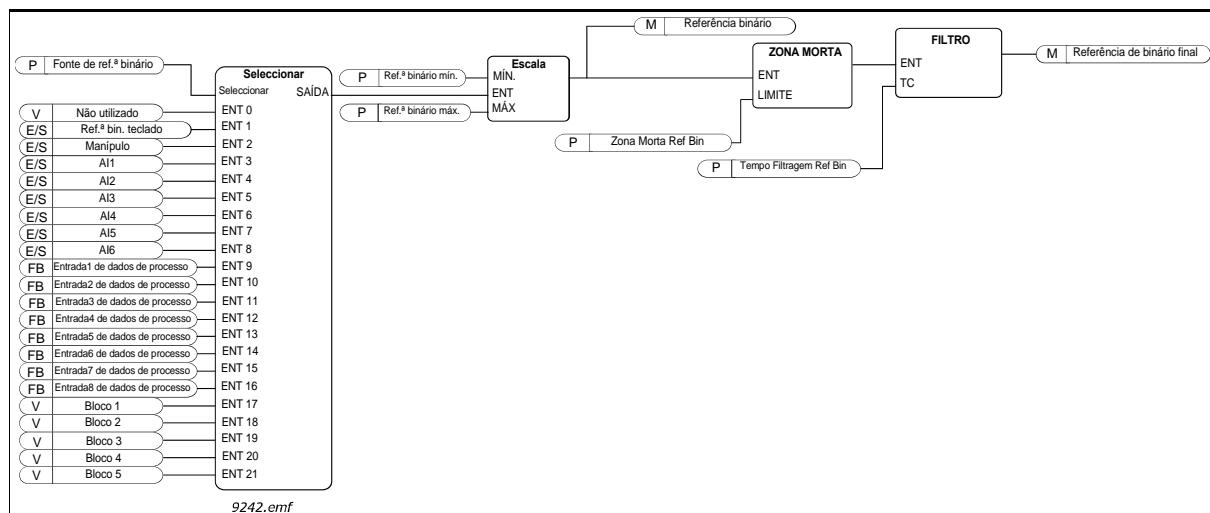 M Referência binário
P Fonte de ref.ª binário
Seleccionar
Seleccionar SAÍDA
P Ref.ª binário mín.
P Ref.ª binário máx.
Escala
MÍN.
ENT
MÁX
ZONA MORTA
ENT
LIMITE
FILTRO
ENT
TC
M Referência de binário final
P Zona Morta Ref Bin
P Tempo Filtragem Ref Bin
V Não utilizado ENT 0
E/S Ref.ª bin. teclado ENT 1
E/S Manípulo ENT 2
E/S AI1 ENT 3
E/S AI2 ENT 4
E/S AI3 ENT 5
E/S AI4 ENT 6
E/S AI5 ENT 7
E/S AI6 ENT 8
FB Entrada1 de dados de processo ENT 9
FB Entrada2 de dados de processo ENT 10
FB Entrada3 de dados de processo ENT 11
FB Entrada4 de dados de processo ENT 12
FB Entrada5 de dados de processo ENT 13
FB Entrada6 de dados de processo ENT 14
FB Entrada7 de dados de processo ENT 15
FB Entrada8 de dados de processo ENT 16
V Bloco 1 ENT 17
V Bloco 2 ENT 18
V Bloco 3 ENT 19
V Bloco 4 ENT 20
V Bloco 5 ENT 21
9242.emf